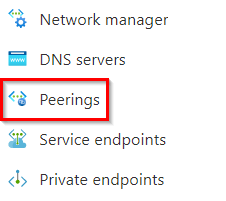 Network manager
DNS servers
Peerings
Service endpoints
Private endpoints